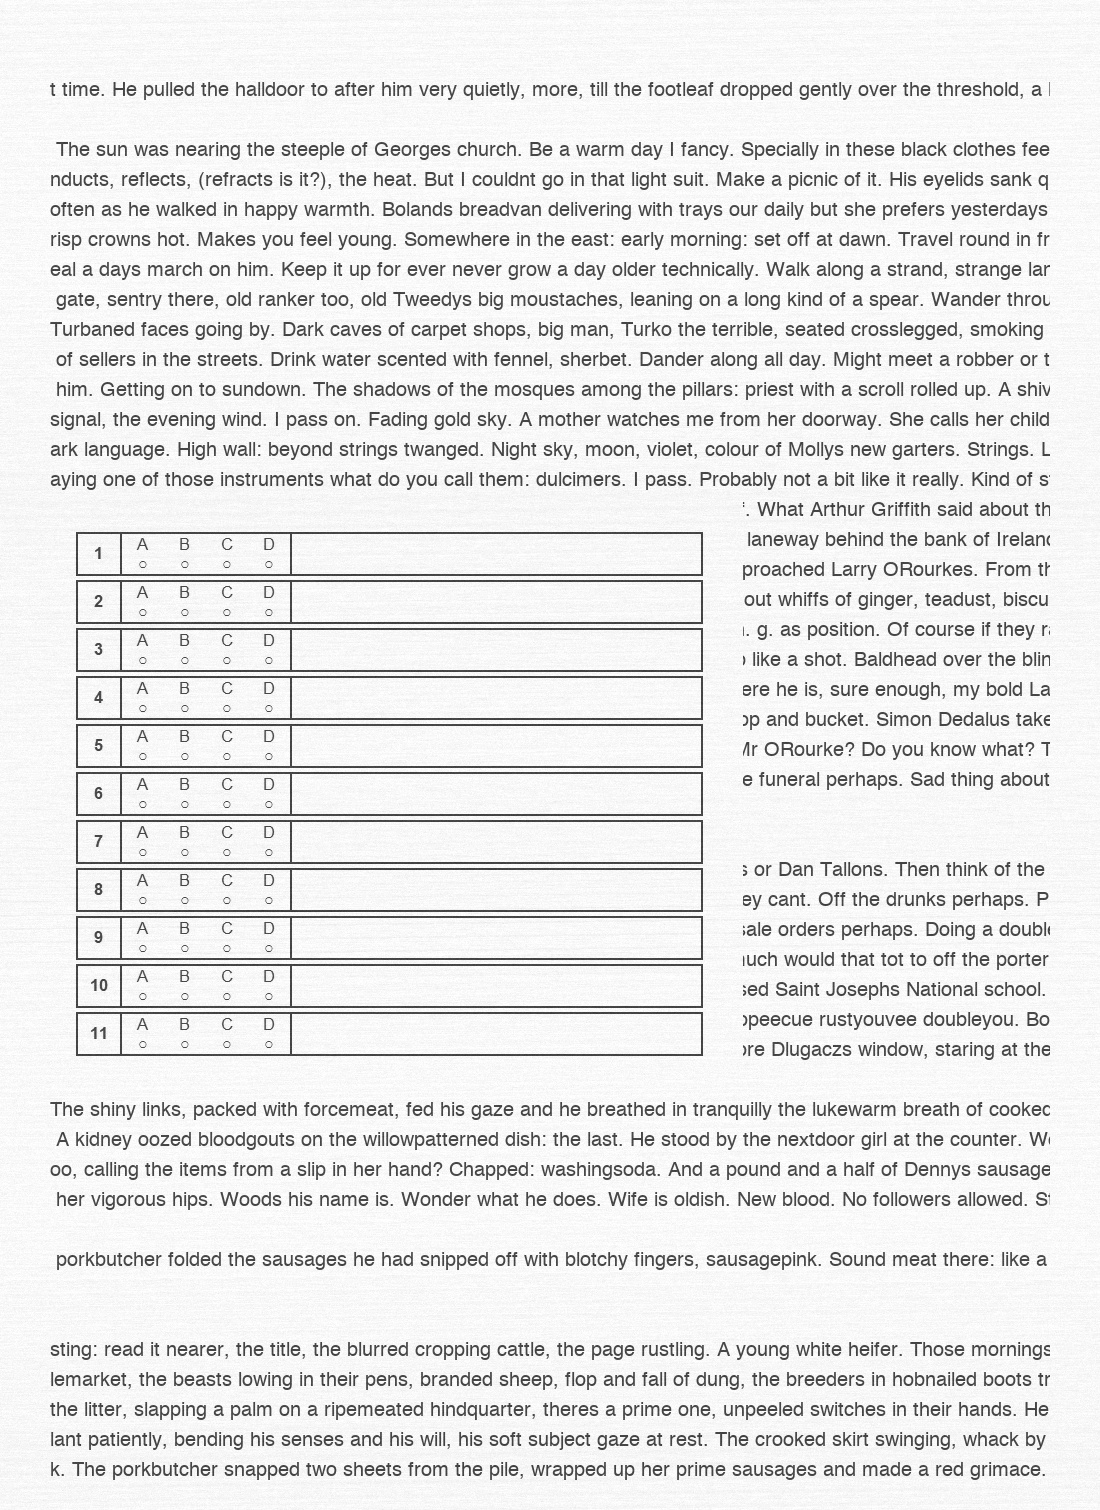 t time. He pulled the halldoor to after him very quietly, more, till the footleaf dropped gently over the threshold, a
The sun was nearing the steeple of Georges church. Be a warm day I fancy. Specially in these black clothes fee
nducts, reflects, (refracts is it?), the heat. But I couldnt go in that light suit. Make a picnic of it. His eyelids sank q
often as he walked in happy warmth. Bolands breadvan delivering with trays our daily but she prefers yesterdays
risp crowns hot. Makes you feel young. Somewhere in the east: early morning: set off at dawn. Travel round in fr
eal a days march on him. Keep it up for ever never grow a day older technically. Walk along a strand, strange lan
gate, sentry there, old ranker too, old Tweedys big moustaches, leaning on a long kind of a spear. Wander throu
Turbaned faces going by. Dark caves of carpet shops, big man, Turko the terrible, seated crosslegged, smoking
of sellers in the streets. Drink water scented with fennel, sherbet. Dander along all day. Might meet a robber or t
him. Getting on to sundown. The shadows of the mosques among the pillars: priest with a scroll rolled up. A shiv
signal, the evening wind. I pass on. Fading gold sky. A mother watches me from her doorway. She calls her child
ark language. High wall: beyond strings twanged. Night sky, moon, violet, colour of Mollys new garters. Strings. L
aying one of those instruments what do you call them: dulcimers. I pass. Probably not a bit like it really. Kind of s
. What Arthur Griffith said about th
laneway behind the bank of Ireland
proached Larry ORourkes. From th
out whiffs of ginger, teadust, biscu
. g. as position. Of course if they ra
like a shot. Baldhead over the blin
ere he is, sure enough, my bold La
op and bucket. Simon Dedalus take
Mr ORourke? Do you know what? T
e funeral perhaps. Sad thing about
s or Dan Tallons. Then think of the
ey cant. Off the drunks perhaps. P
sale orders perhaps. Doing a double
much would that tot to off the porter
sed Saint Josephs National school.
opeecue rustyouvee doubleyou. Bo
ore Dlugaczs window, staring at the
1 A B C D
2 A B C D
3 A B C D
4 A B C D
5 A B C D
6 A B C D
7 A B C D
8 A B C D
9 A B C D
10 A B C D
11 A B C D
The shiny links, packed with forcemeat, fed his gaze and he breathed in tranquilly the lukewarm breath of cooked
A kidney oozed bloodgouts on the willowpatterned dish: the last. He stood by the nextdoor girl at the counter. Wo
oo, calling the items from a slip in her hand? Chapped: washingsoda. And a pound and a half of Dennys sausage
her vigorous hips. Woods his name is. Wonder what he does. Wife is oldish. New blood. No followers allowed. St
porkbutcher folded the sausages he had snipped off with blotchy fingers, sausagepink. Sound meat there: like a
sting: read it nearer, the title, the blurred cropping cattle, the page rustling. A young white heifer. Those mornings
lemarket, the beasts lowing in their pens, branded sheep, flop and fall of dung, the breeders in hobnailed boots tr
the litter, slapping a palm on a ripemeated hindquarter, theres a prime one, unpeeled switches in their hands. He
lant patiently, bending his senses and his will, his soft subject gaze at rest. The crooked skirt swinging, whack by
k. The porkbutcher snapped two sheets from the pile, wrapped up her prime sausages and made a red grimace.